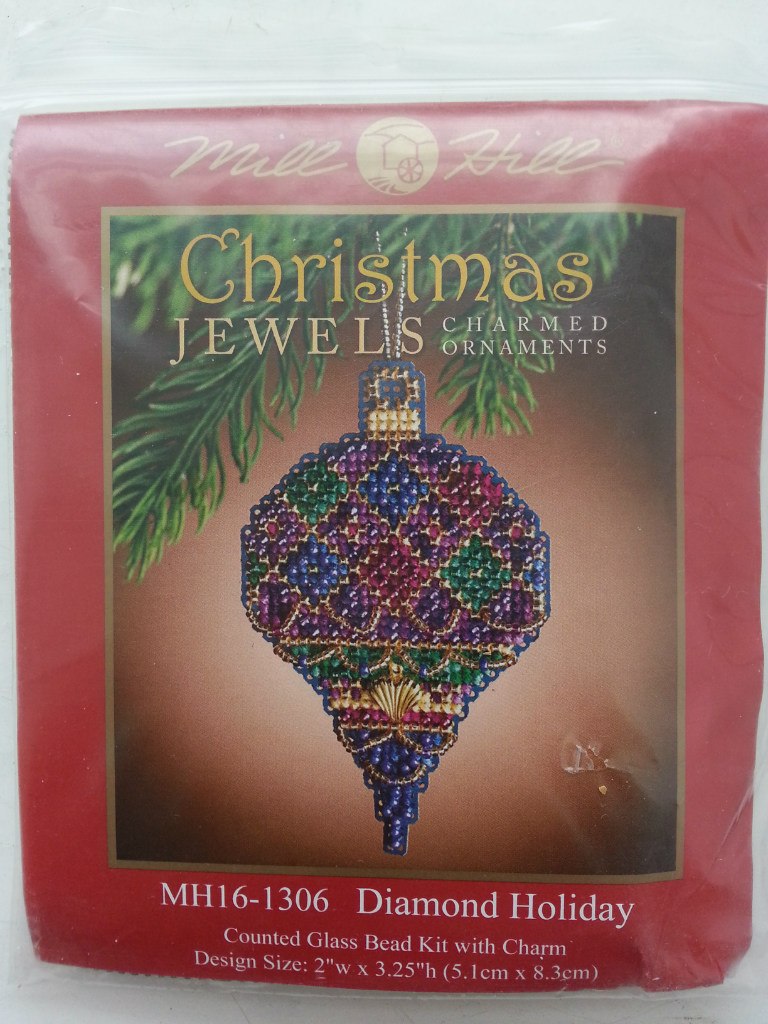 Mill Hill®
Christmas
JEWELS CHARMED
ORNAMENTS
MH16-1306 Diamond Holiday
Counted Glass Bead Kit with Charm
Design Size: 2"w x 3.25"h (5.1cm x 8.3cm)